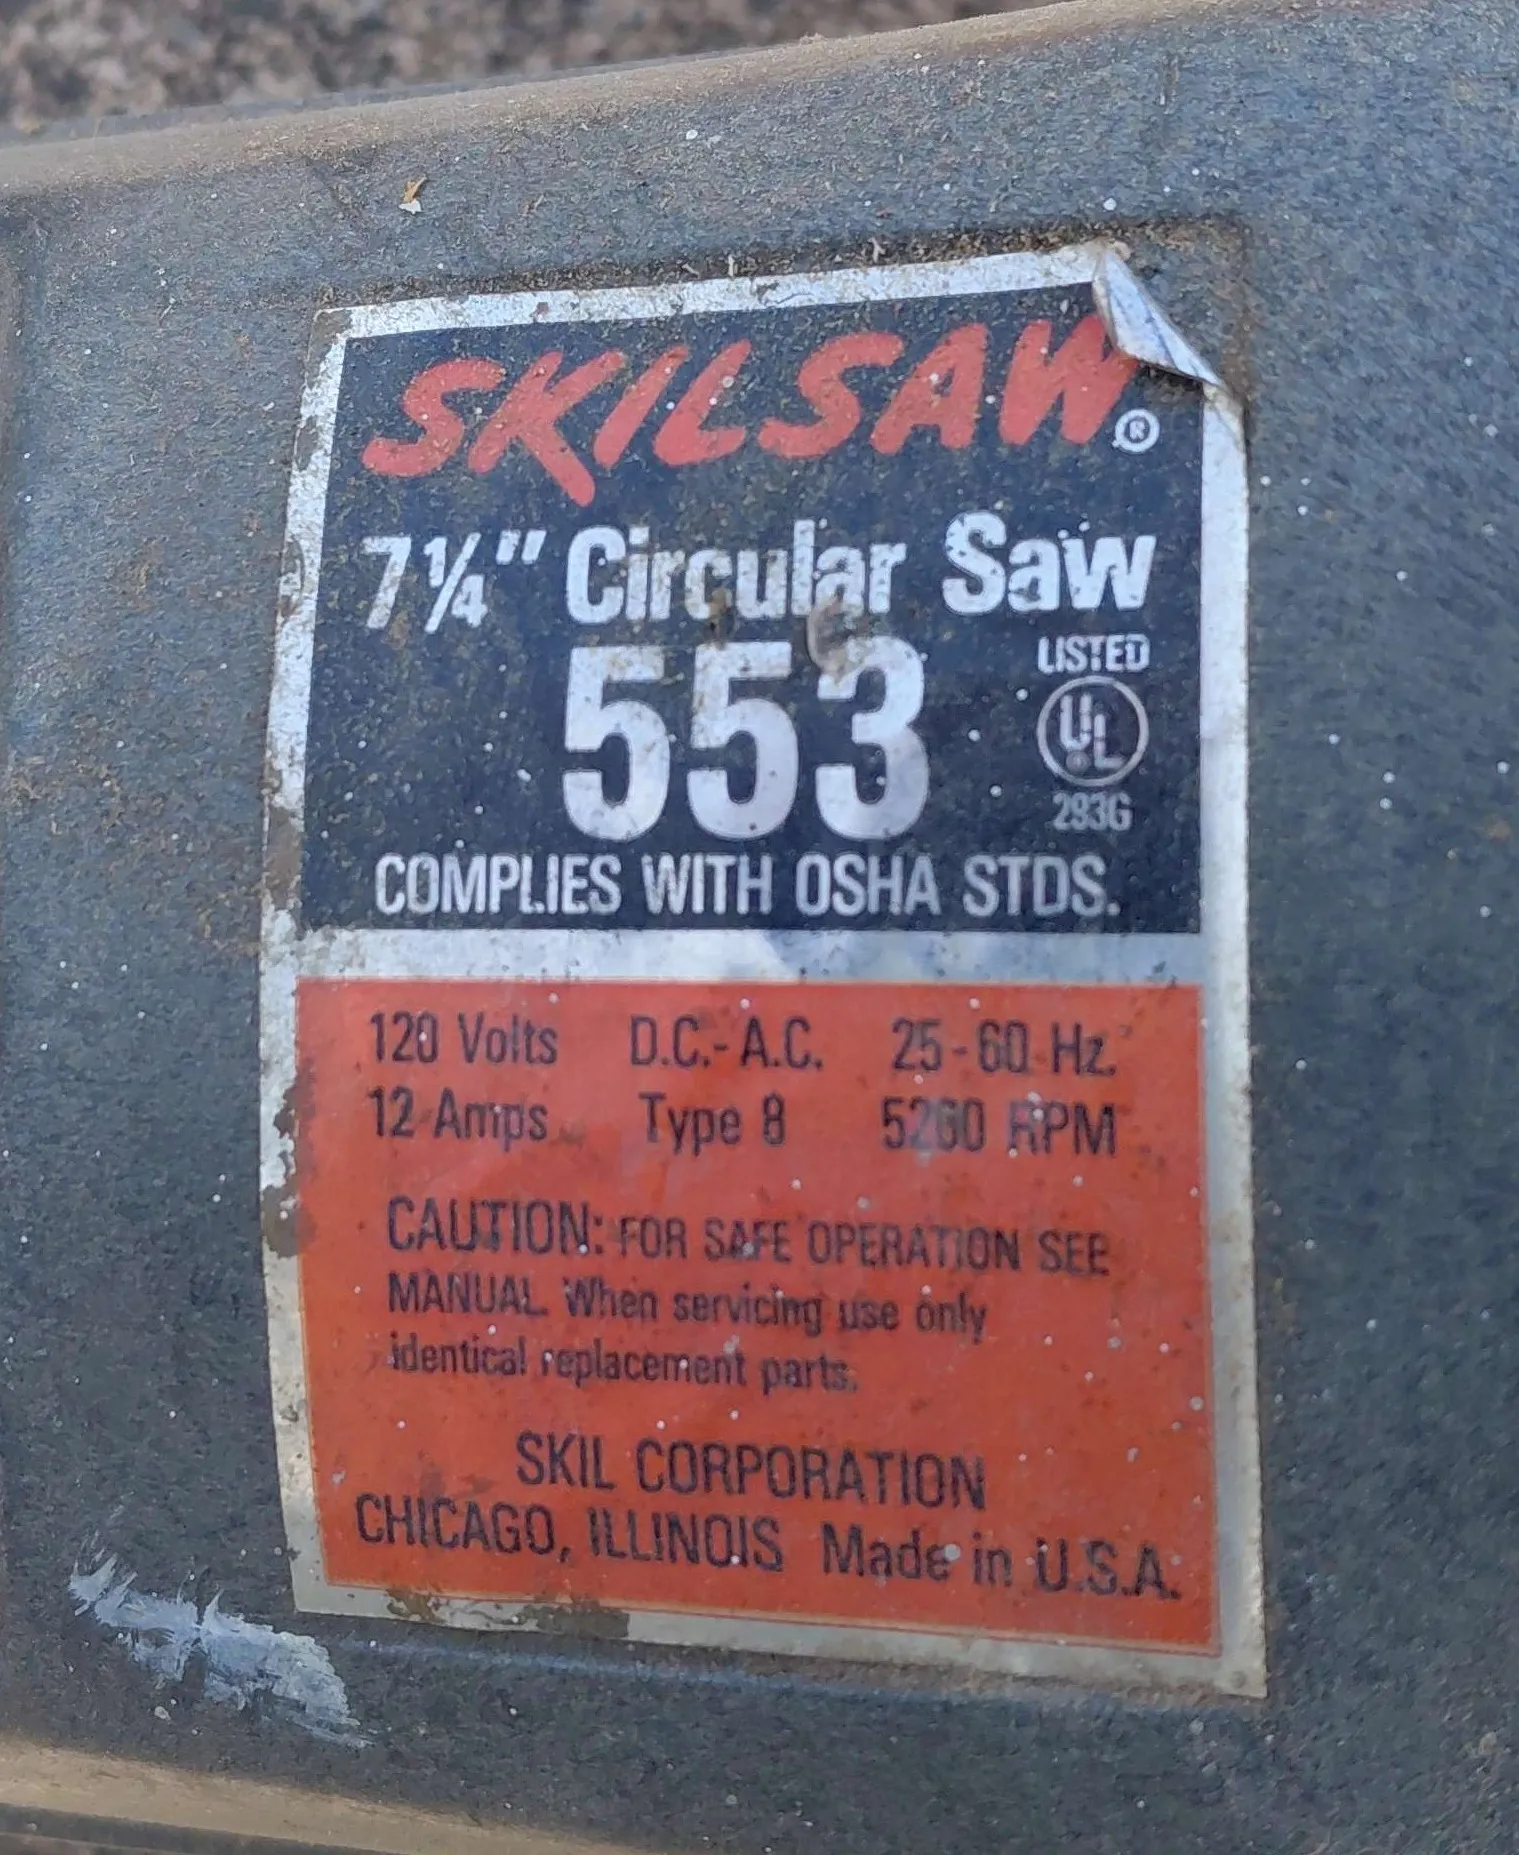 SKILSAW®
7¼" Circular Saw
553
LISTED
UL
®
293G
COMPLIES WITH OSHA STDS.
120 Volts D.C.-A.C. 25-60 Hz.
12 Amps Type 8 5260 RPM
CAUTION: FOR SAFE OPERATION SEE
MANUAL. When servicing use only
identical replacement parts.
SKIL CORPORATION
CHICAGO, ILLINOIS Made in U.S.A.